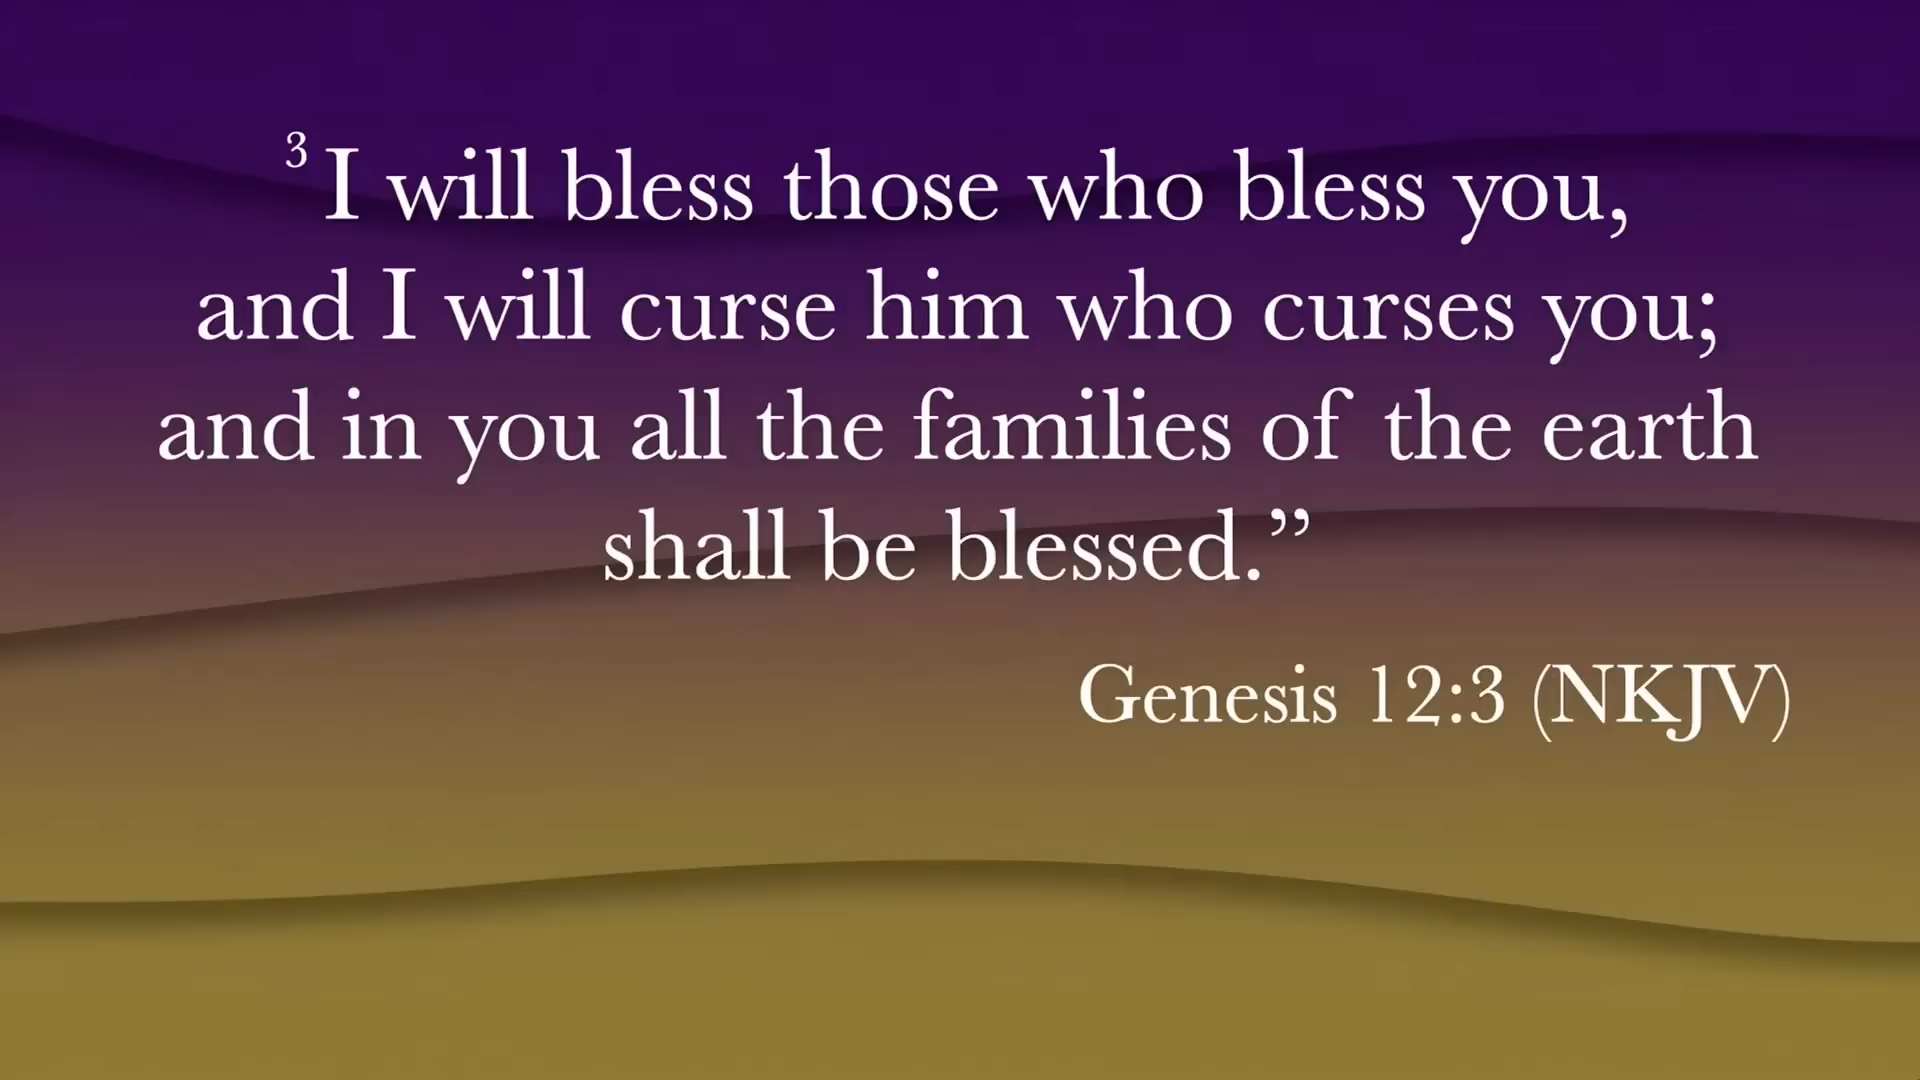 ³ I will bless those who bless you,
and I will curse him who curses you;
and in you all the families of the earth
shall be blessed.”
Genesis 12:3 (NKJV)